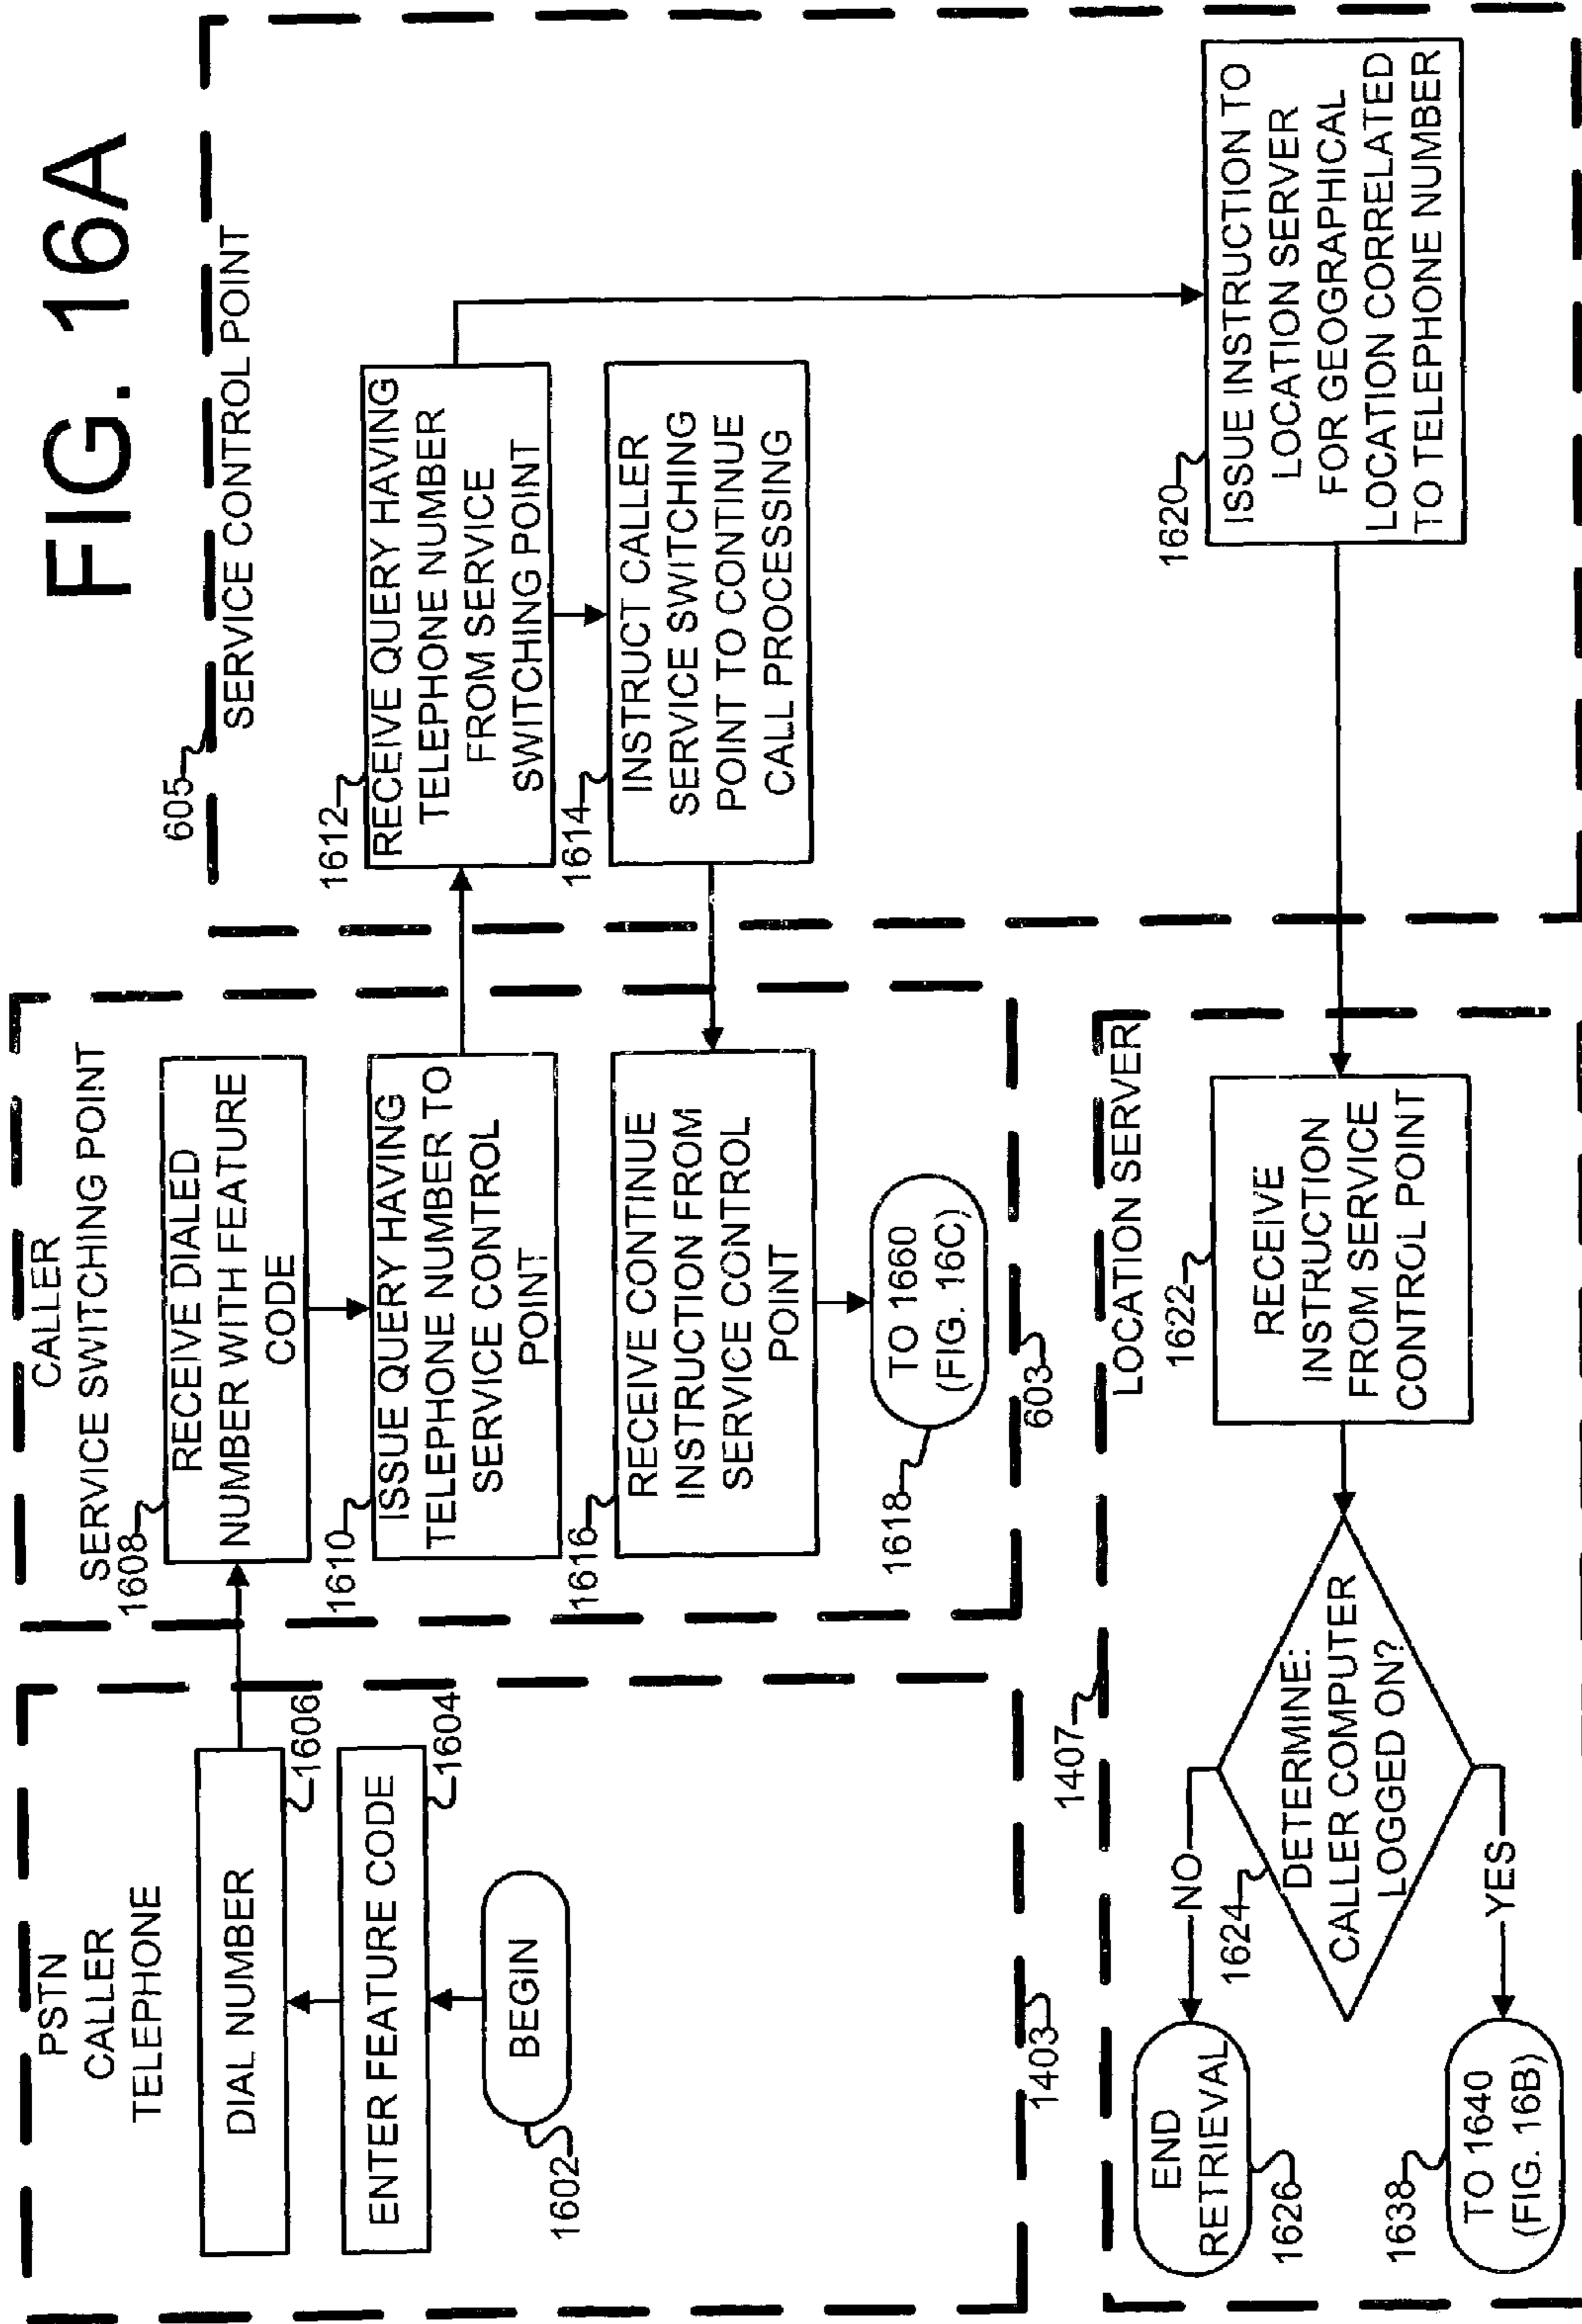 FIG. 16A
PSTN
CALLER
TELEPHONE
DIAL NUMBER
1606
ENTER FEATURE CODE
1604
BEGIN
1602
1403
CALLER
SERVICE SWITCHING POINT
1608
RECEIVE DIALED
NUMBER WITH FEATURE
CODE
1610
ISSUE QUERY HAVING
TELEPHONE NUMBER TO
SERVICE CONTROL
POINT
1616
RECEIVE CONTINUE
INSTRUCTION FROM
SERVICE CONTROL
POINT
1618
TO 1660
(FIG. 16C)
603
605
SERVICE CONTROL POINT
1612
RECEIVE QUERY HAVING
TELEPHONE NUMBER
FROM SERVICE
SWITCHING POINT
1614
INSTRUCT CALLER
SERVICE SWITCHING
POINT TO CONTINUE
CALL PROCESSING
1620
ISSUE INSTRUCTION TO
LOCATION SERVER
FOR GEOGRAPHICAL
LOCATION CORRELATED
TO TELEPHONE NUMBER
1407
LOCATION SERVER
1622
RECEIVE
INSTRUCTION
FROM SERVICE
CONTROL POINT
1624
DETERMINE:
CALLER COMPUTER
LOGGED ON?
NO
END
RETRIEVAL
1626
YES
1638
TO 1640
(FIG. 16B)